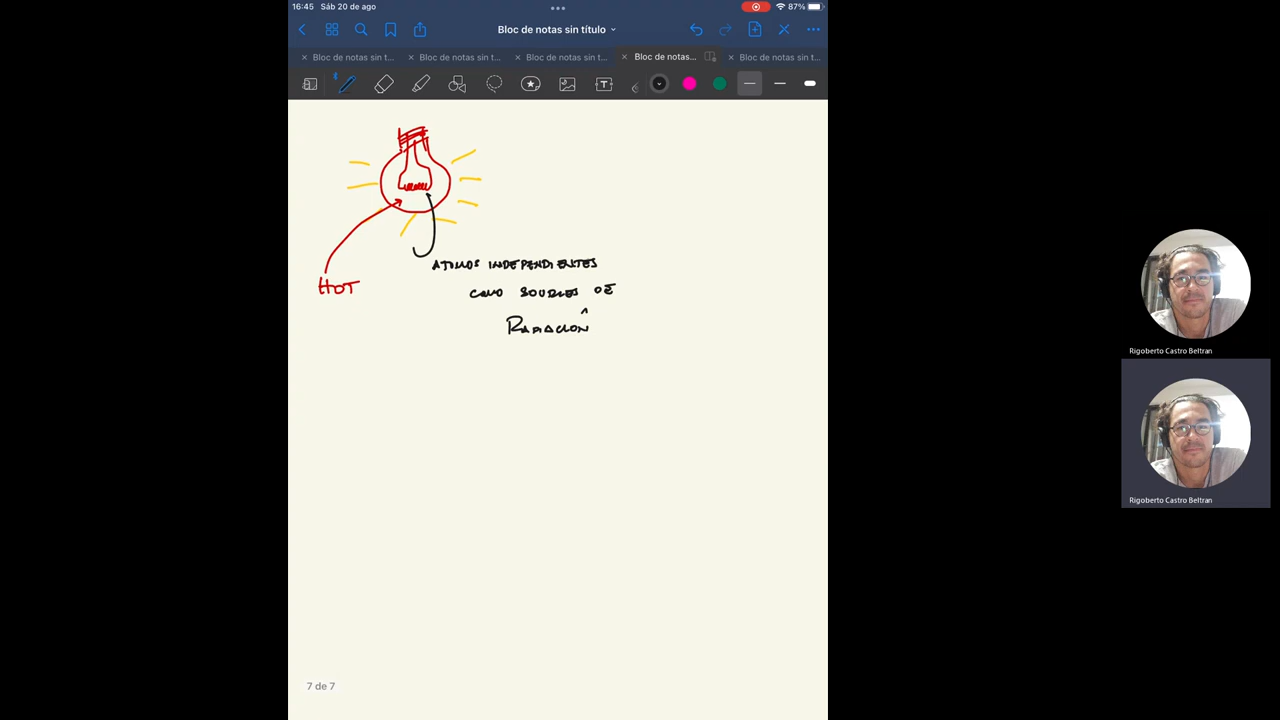 16:45 Sáb 20 de ago
87%
Bloc de notas sin título
Bloc de notas sin t...
Bloc de notas sin t...
Bloc de notas sin t...
Bloc de notas...
Bloc de notas sin t...
HOT
ATOMOS INDEPENDIENTES
COMO SOURCES DE
RADIACIÓN
7 de 7
Rigoberto Castro Beltran
Rigoberto Castro Beltran